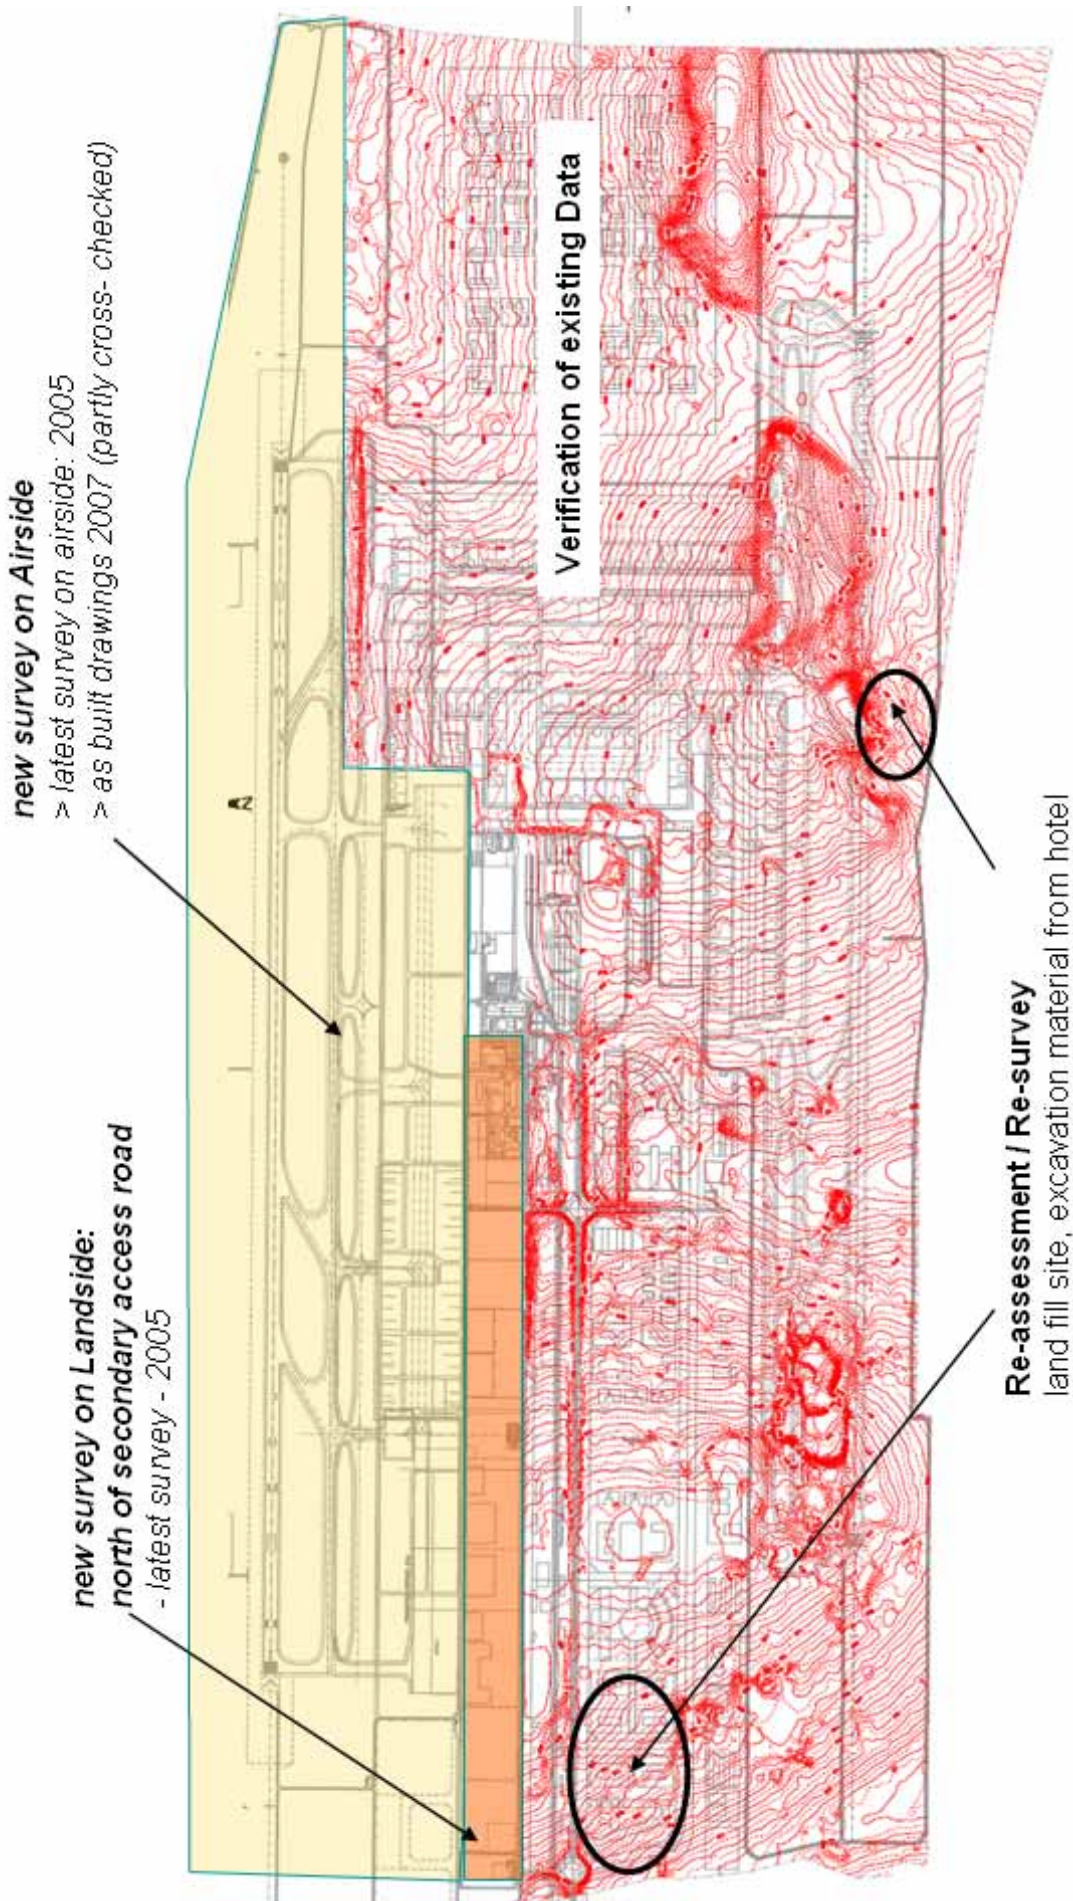 new survey on Airside
> latest survey on airside: 2005
> as built drawings 2007 (partly cross- checked)
new survey on Landside:
north of secondary access road
- latest survey - 2005
Verification of existing Data
Re-assessment / Re-survey
land fill site, excavation material from hotel